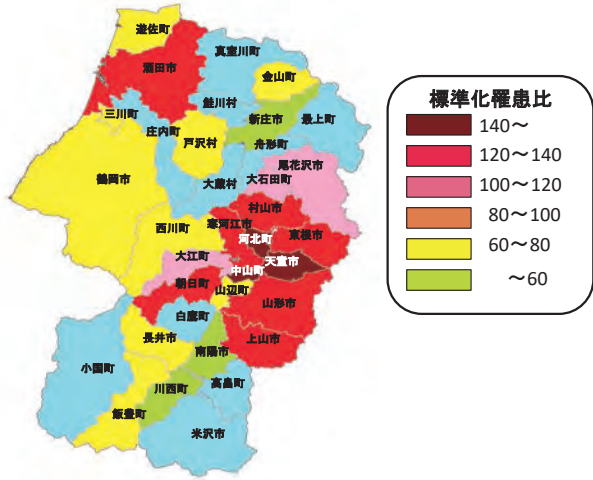 遊佐町
真室川町
酒田市
金山町
鮭川村
三川町
新庄市
最上町
庄内町
戸沢村
舟形町
尾花沢市
鶴岡市
大蔵村
大石田町
村山市
西川町
寒河江市
東根市
河北町
大江町
天童市
中山町
朝日町
山辺町
山形市
白鷹町
長井市
上山市
南陽市
小国町
高畠町
川西町
飯豊町
米沢市
標準化罹患比
140～
120～140
100～120
80～100
60～80
～60